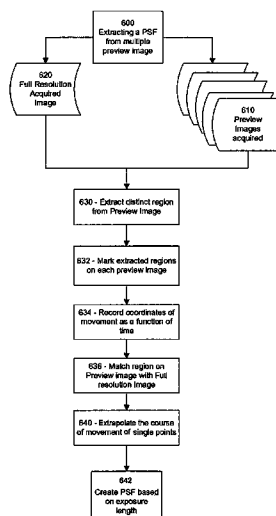 600
Extracting a PSF
from multiple
preview image
620
Full Resolution
Acquired
Image
610
Preview
Images
acquired
630 - Extract distinct region
from Preview Image
632 - Mark extracted regions
on each preview image
634 - Record coordinates of
movement as a function of
time
636 - Match region on
Preview image with Full
resolution Image
640 - Extrapolate the course
of movement of single points
642
Create PSF based
on exposure
length